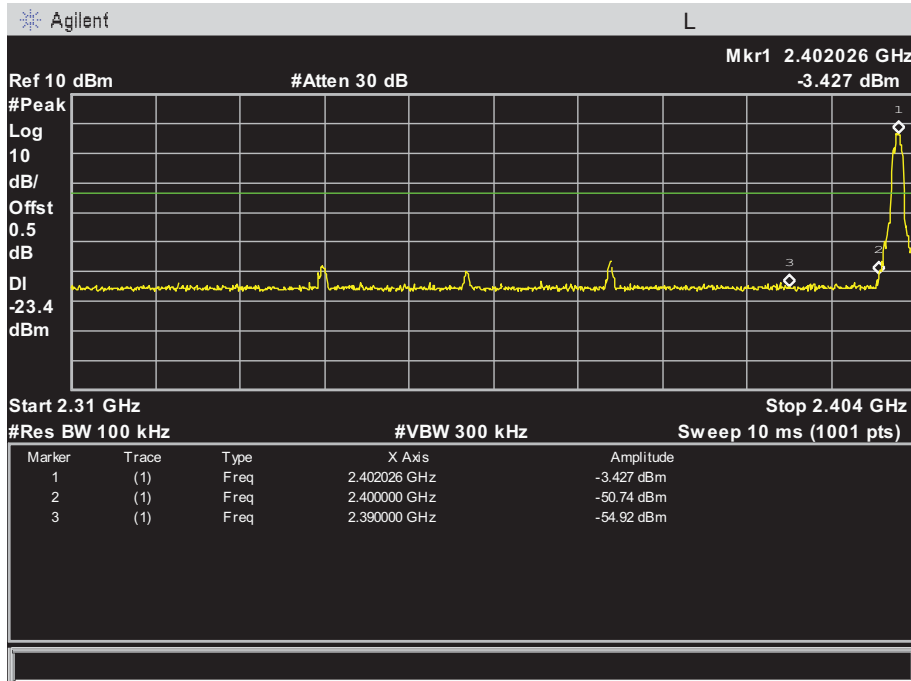 Agilent L
Mkr1 2.402026 GHz
Ref 10 dBm #Atten 30 dB -3.427 dBm
#Peak
Log
10
dB/
Offst
0.5
dB
DI
-23.4
dBm
1
2
3
Start 2.31 GHz Stop 2.404 GHz
#Res BW 100 kHz #VBW 300 kHz Sweep 10 ms (1001 pts)
Marker Trace Type X Axis Amplitude
1 (1) Freq 2.402026 GHz -3.427 dBm
2 (1) Freq 2.400000 GHz -50.74 dBm
3 (1) Freq 2.390000 GHz -54.92 dBm